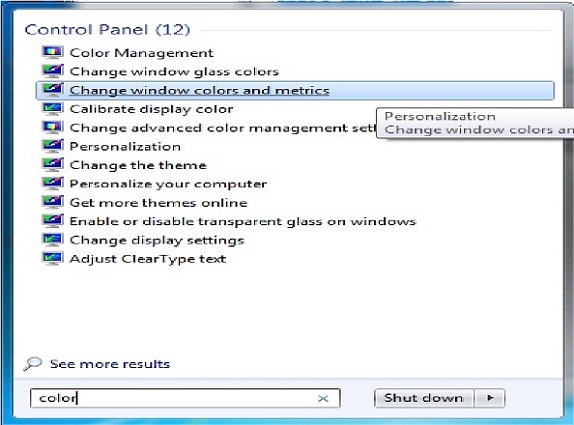 Control Panel (12)
Color Management
Change window glass colors
Change window colors and metrics
Calibrate display color
Change advanced color management set
Personalization
Change window colors an
Personalization
Change the theme
Personalize your computer
Get more themes online
Enable or disable transparent glass on windows
Change display settings
Adjust ClearType text
See more results
color
Shut down